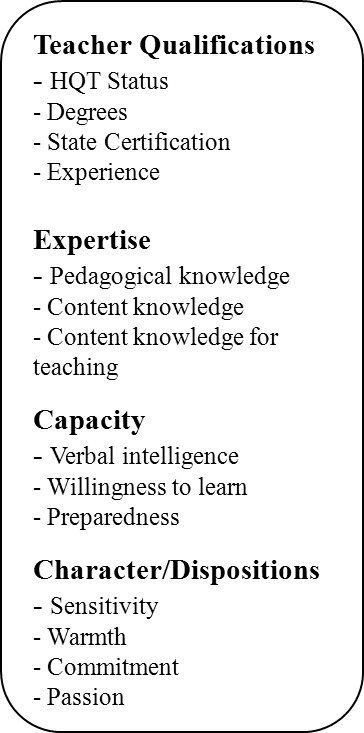 Teacher Qualifications
- HQT Status
- Degrees
- State Certification
- Experience
Expertise
- Pedagogical knowledge
- Content knowledge
- Content knowledge for
teaching
Capacity
- Verbal intelligence
- Willingness to learn
- Preparedness
Character/Dispositions
- Sensitivity
- Warmth
- Commitment
- Passion